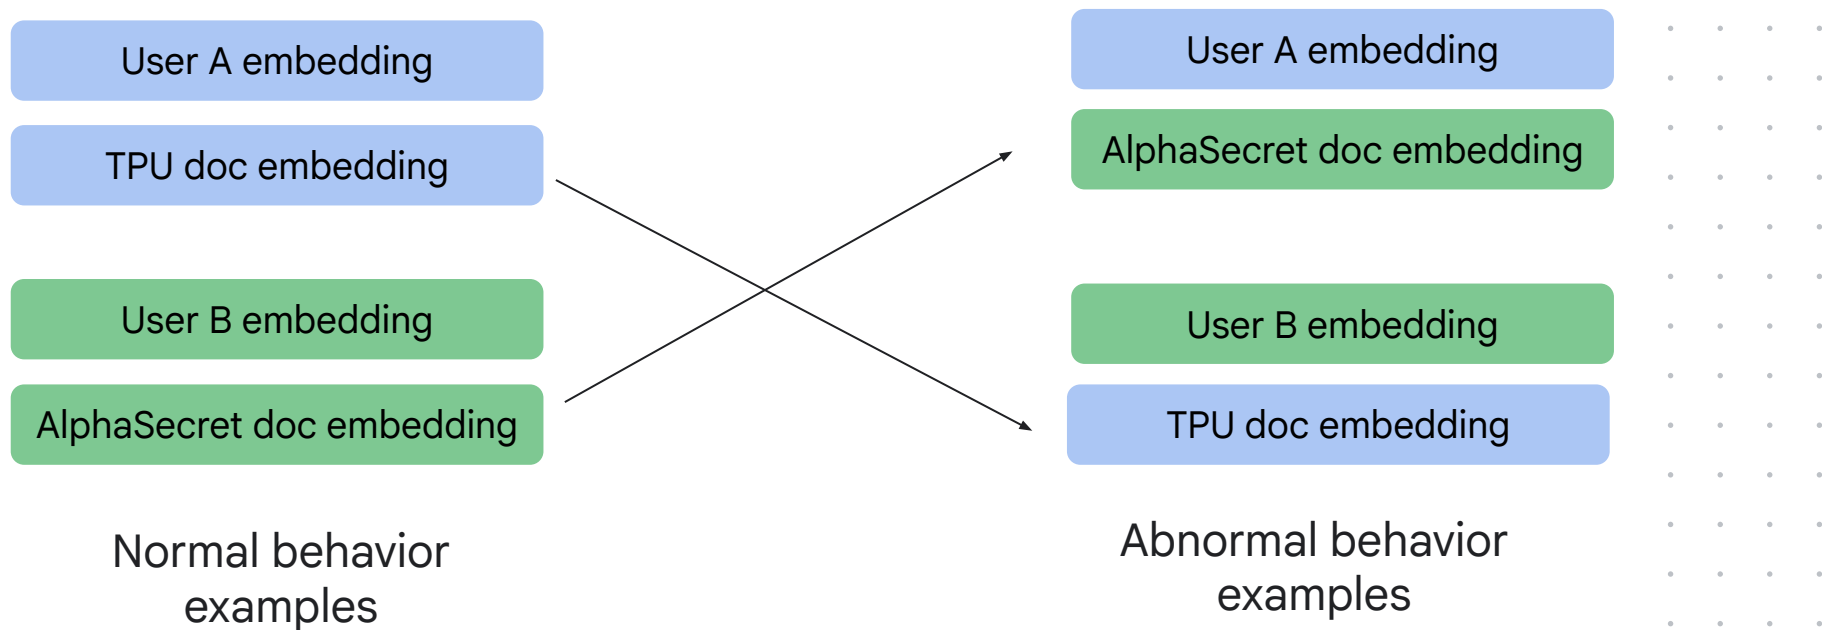 User A embedding
TPU doc embedding
User B embedding
AlphaSecret doc embedding
Normal behavior
examples
User A embedding
AlphaSecret doc embedding
User B embedding
TPU doc embedding
Abnormal behavior
examples